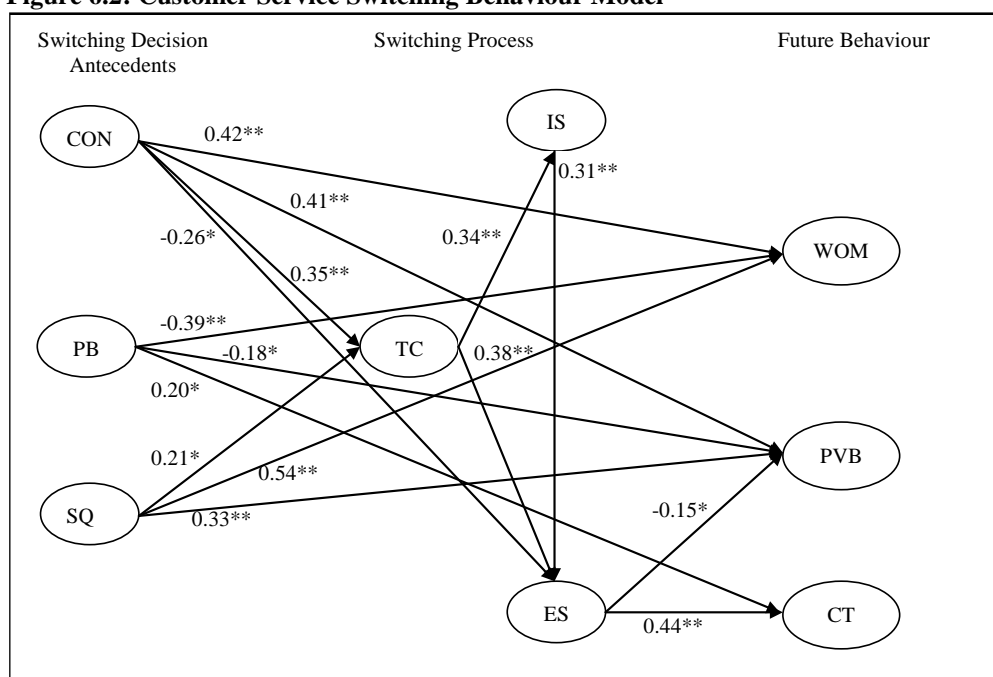 Figure 6.2: Customer Service Switching Behaviour Model
Switching Decision
Antecedents
Switching Process
Future Behaviour
CON
IS
0.42**
0.31**
0.41**
-0.26*
0.34**
0.35**
WOM
PB
-0.39**
TC
-0.18*
0.38**
0.20*
0.21*
0.54**
PVB
SQ
0.33**
-0.15*
ES
0.44**
CT